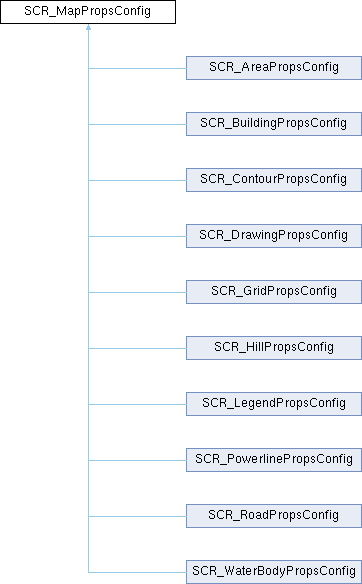 SCR_MapPropsConfig
SCR_AreaPropsConfig
SCR_BuildingPropsConfig
SCR_ContourPropsConfig
SCR_DrawingPropsConfig
SCR_GridPropsConfig
SCR_HillPropsConfig
SCR_LegendPropsConfig
SCR_PowerlinePropsConfig
SCR_RoadPropsConfig
SCR_WaterBodyPropsConfig